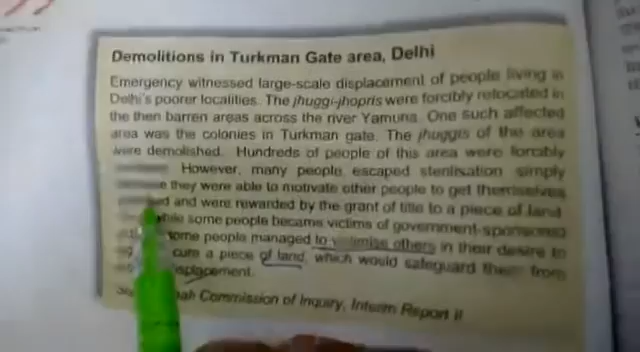 Demolitions in Turkman Gate area, Delhi
Emergency witnessed large-scale displacement of people living in
Delhi's poorer localities. The jhuggi-jhopris were forcibly relocated in
the then barren areas across the river Yamuna. One such affected
area was the colonies in Turkman gate. The jhuggis of the area
were demolished. Hundreds of people of this area were forcibly
However, many people escaped sterilisation simply
they were able to motivate other people to get themselves
and were rewarded by the grant of title to a piece of land
while some people became victims of government-sponsored
some people managed to victimise others in their desire to
a piece of land, which would safeguard them from
displacement.
Shah Commission of Inquiry, Interim Report II